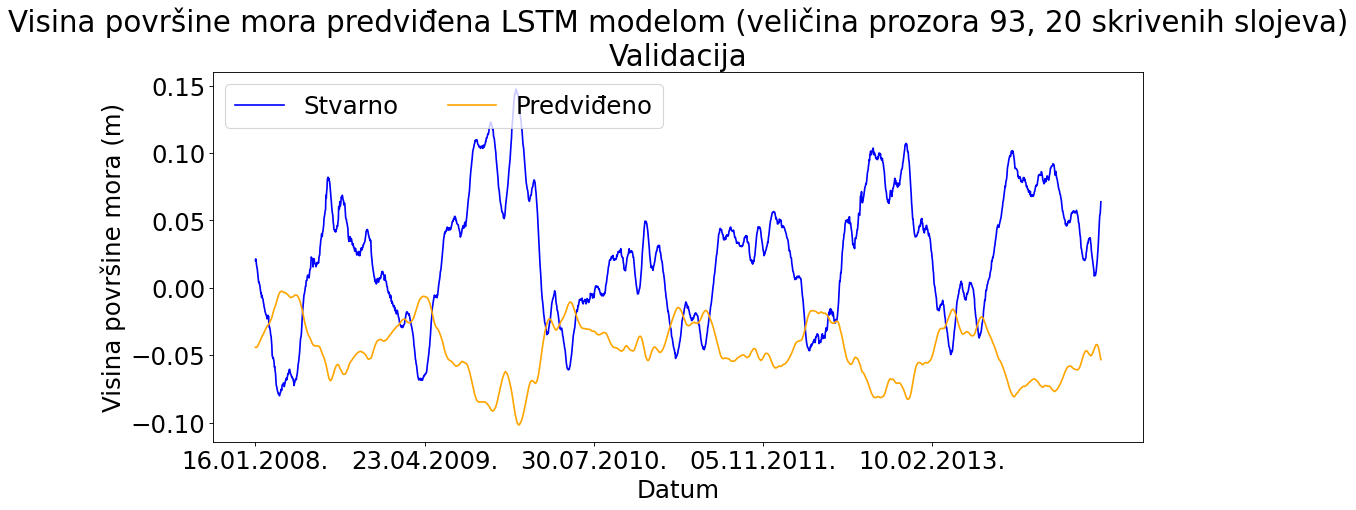 Visina površine mora predviđena LSTM modelom (veličina prozora 93, 20 skrivenih slojeva)
Validacija
Stvarno Predviđeno
Visina površine mora (m)
0.15
0.10
0.05
0.00
−0.05
−0.10
16.01.2008. 23.04.2009. 30.07.2010. 05.11.2011. 10.02.2013.
Datum